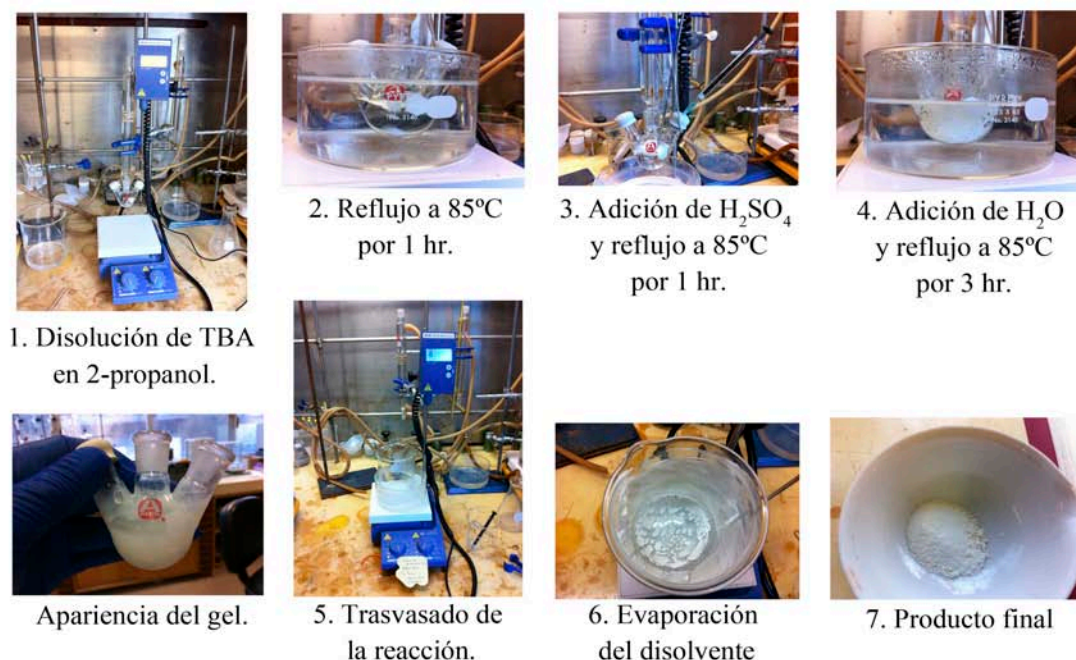 2. Reflujo a 85ºC
por 1 hr.
3. Adición de H₂SO₄
y reflujo a 85ºC
por 1 hr.
4. Adición de H₂O
y reflujo a 85ºC
por 3 hr.
1. Disolución de TBA
en 2-propanol.
Apariencia del gel.
5. Trasvasado de
la reacción.
6. Evaporación
del disolvente
7. Producto final